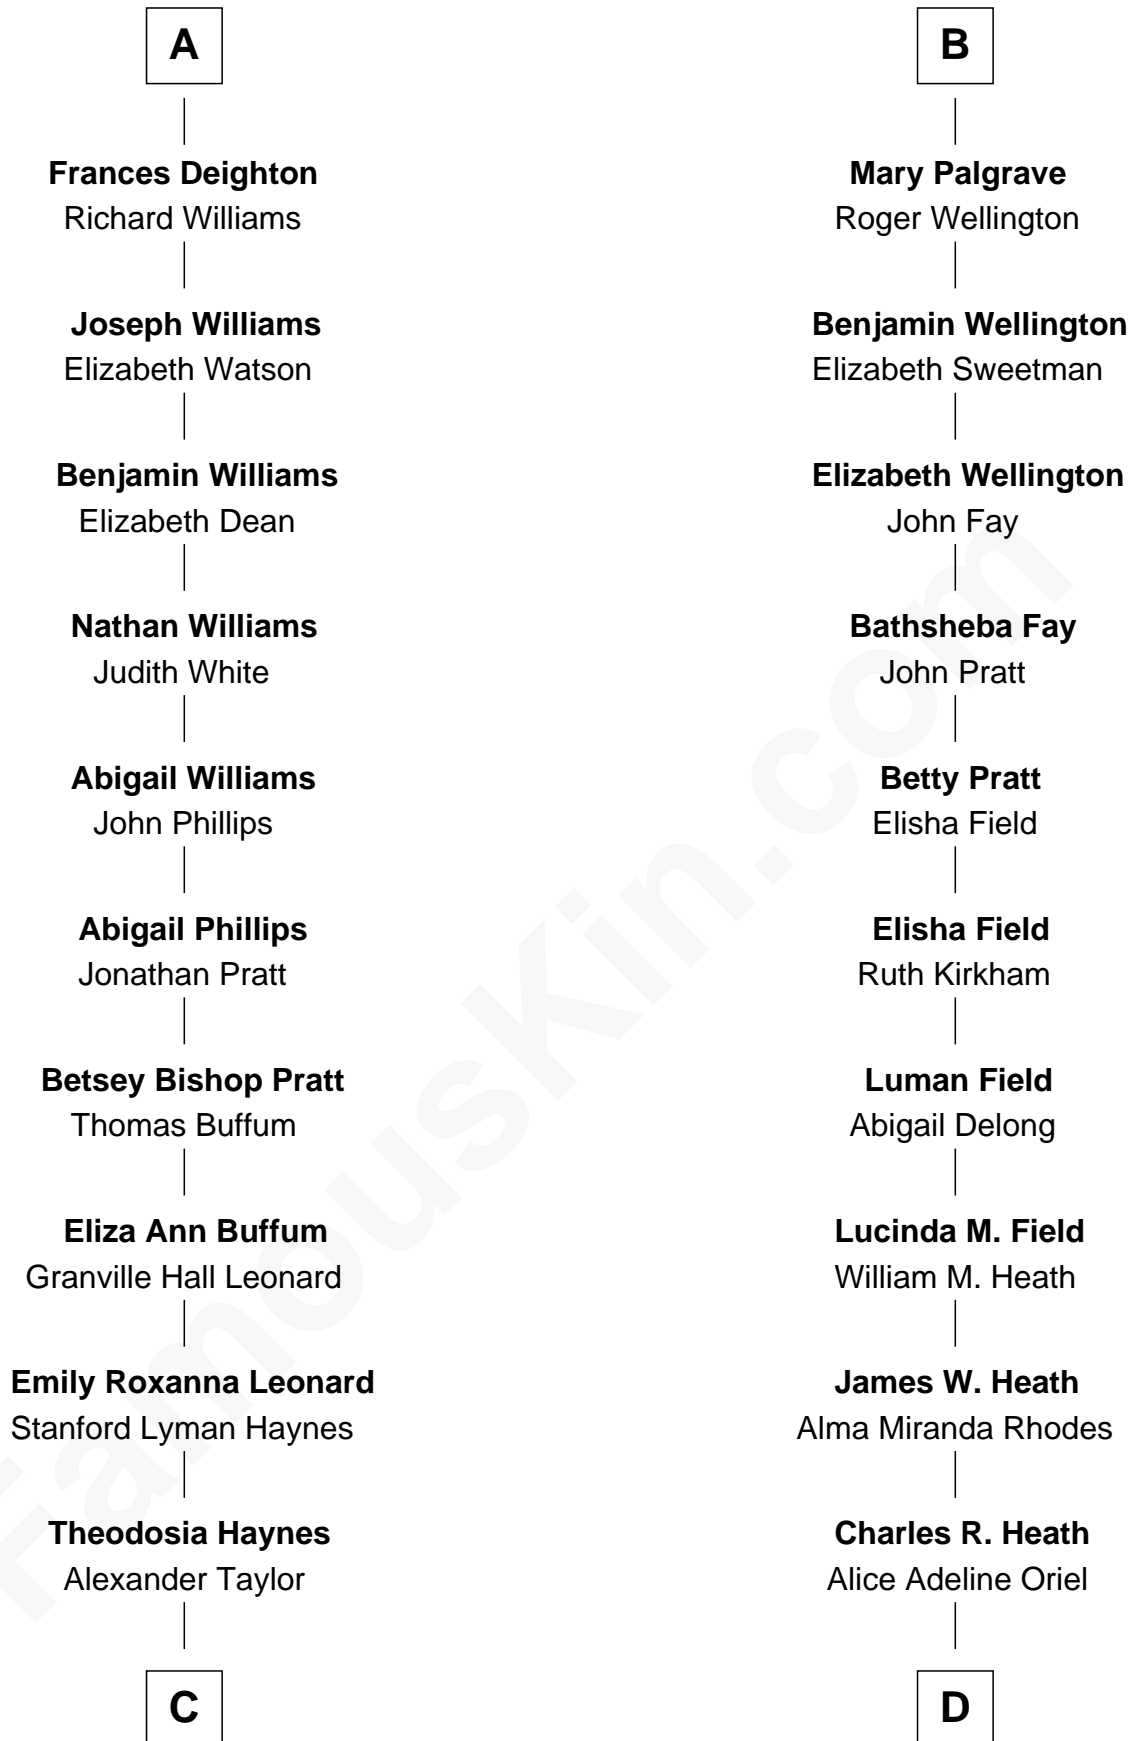 A
Frances Deighton
Richard Williams
Joseph Williams
Elizabeth Watson
Benjamin Williams
Elizabeth Dean
Nathan Williams
Judith White
Abigail Williams
John Phillips
Abigail Phillips
Jonathan Pratt
Betsey Bishop Pratt
Thomas Buffum
Eliza Ann Buffum
Granville Hall Leonard
Emily Roxanna Leonard
Stanford Lyman Haynes
Theodosia Haynes
Alexander Taylor
C
B
Mary Palgrave
Roger Wellington
Benjamin Wellington
Elizabeth Sweetman
Elizabeth Wellington
John Fay
Bathsheba Fay
John Pratt
Betty Pratt
Elisha Field
Elisha Field
Ruth Kirkham
Luman Field
Abigail Delong
Lucinda M. Field
William M. Heath
James W. Heath
Alma Miranda Rhodes
Charles R. Heath
Alice Adeline Oriel
D
FamousKin.com